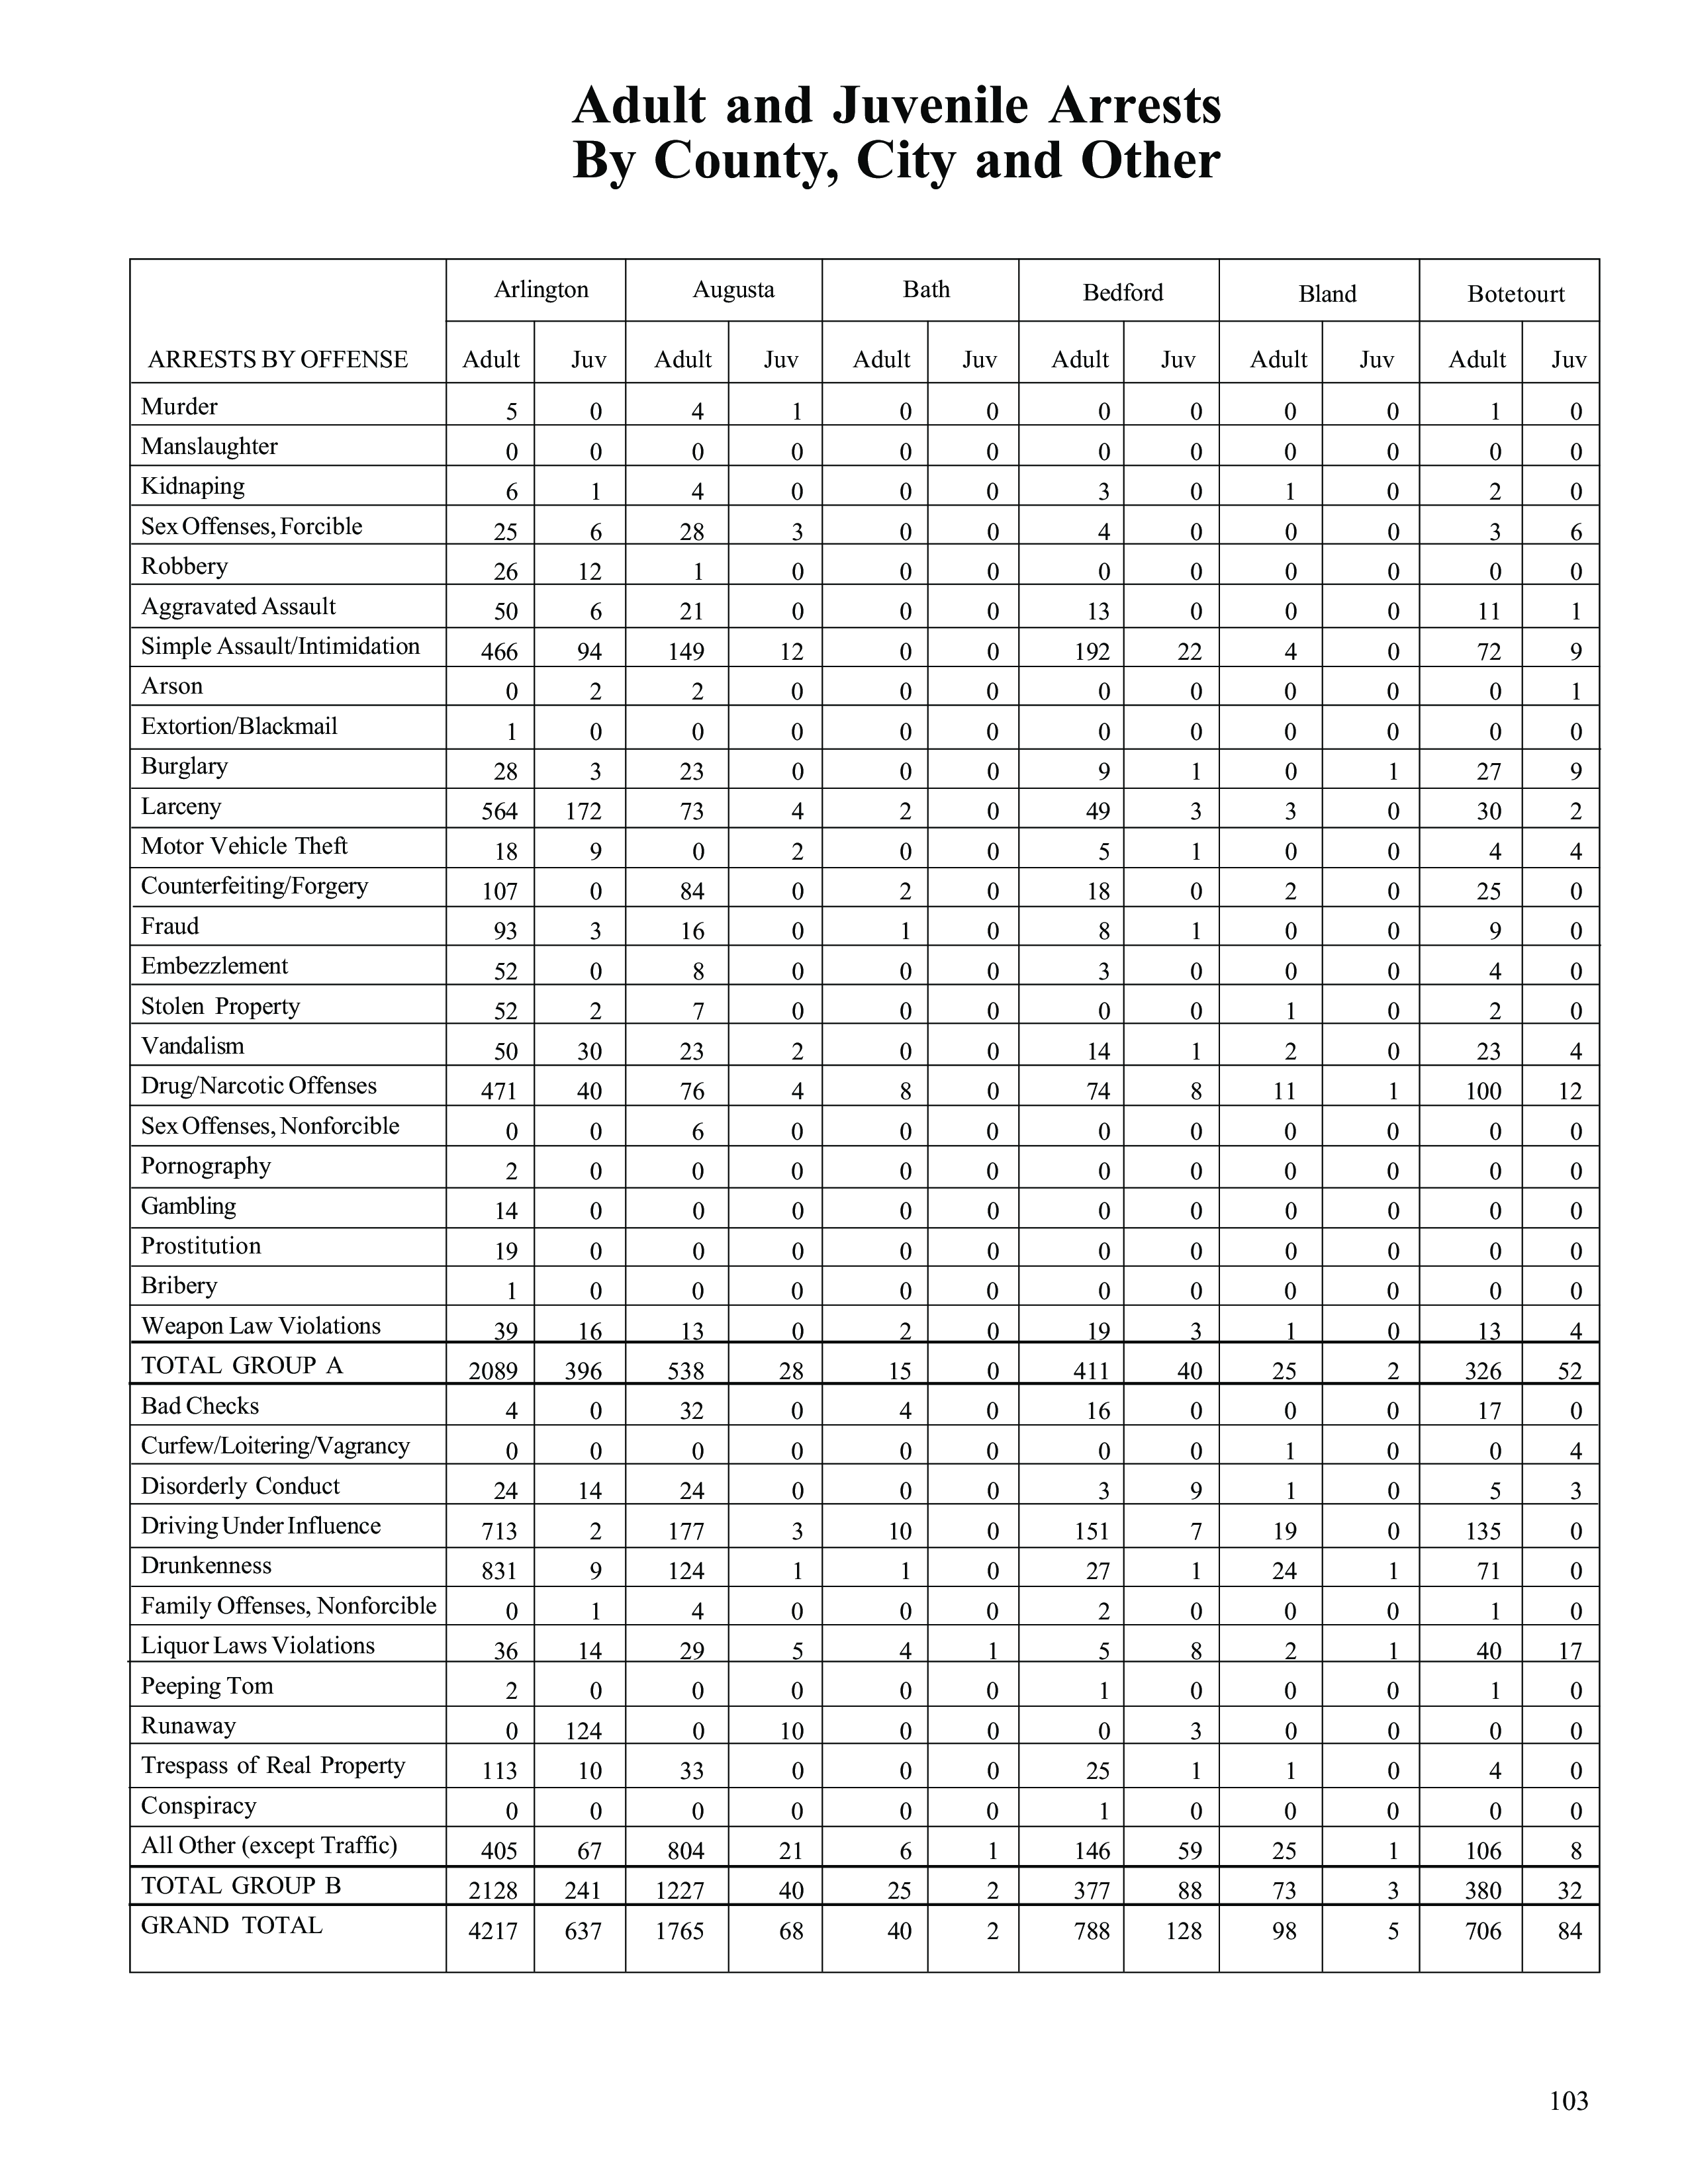 Adult and Juvenile Arrests
By County, City and Other
Arlington Augusta Bath Bedford Bland Botetourt
ARRESTS BY OFFENSE Adult Juv Adult Juv Adult Juv Adult Juv Adult Juv Adult Juv
Murder 5 0 4 1 0 0 0 0 0 0 1 0
Manslaughter 0 0 0 0 0 0 0 0 0 0 0 0
Kidnaping 6 1 4 0 0 0 3 0 1 0 2 0
Sex Offenses, Forcible 25 6 28 3 0 0 4 0 0 0 3 6
Robbery 26 12 1 0 0 0 0 0 0 0 0 0
Aggravated Assault 50 6 21 0 0 0 13 0 0 0 11 1
Simple Assault/Intimidation 466 94 149 12 0 0 192 22 4 0 72 9
Arson 0 2 2 0 0 0 0 0 0 0 0 1
Extortion/Blackmail 1 0 0 0 0 0 0 0 0 0 0 0
Burglary 28 3 23 0 0 0 9 1 0 1 27 9
Larceny 564 172 73 4 2 0 49 3 3 0 30 2
Motor Vehicle Theft 18 9 0 2 0 0 5 1 0 0 4 4
Counterfeiting/Forgery 107 0 84 0 2 0 18 0 2 0 25 0
Fraud 93 3 16 0 1 0 8 1 0 0 9 0
Embezzlement 52 0 8 0 0 0 3 0 0 0 4 0
Stolen Property 52 2 7 0 0 0 0 0 1 0 2 0
Vandalism 50 30 23 2 0 0 14 1 2 0 23 4
Drug/Narcotic Offenses 471 40 76 4 8 0 74 8 11 1 100 12
Sex Offenses, Nonforcible 0 0 6 0 0 0 0 0 0 0 0 0
Pornography 2 0 0 0 0 0 0 0 0 0 0 0
Gambling 14 0 0 0 0 0 0 0 0 0 0 0
Prostitution 19 0 0 0 0 0 0 0 0 0 0 0
Bribery 1 0 0 0 0 0 0 0 0 0 0 0
Weapon Law Violations 39 16 13 0 2 0 19 3 1 0 13 4
TOTAL GROUP A 2089 396 538 28 15 0 411 40 25 2 326 52
Bad Checks 4 0 32 0 4 0 16 0 0 0 17 0
Curfew/Loitering/Vagrancy 0 0 0 0 0 0 0 0 1 0 0 4
Disorderly Conduct 24 14 24 0 0 0 3 9 1 0 5 3
Driving Under Influence 713 2 177 3 10 0 151 7 19 0 135 0
Drunkenness 831 9 124 1 1 0 27 1 24 1 71 0
Family Offenses, Nonforcible 0 1 4 0 0 0 2 0 0 0 1 0
Liquor Laws Violations 36 14 29 5 4 1 5 8 2 1 40 17
Peeping Tom 2 0 0 0 0 0 1 0 0 0 1 0
Runaway 0 124 0 10 0 0 0 3 0 0 0 0
Trespass of Real Property 113 10 33 0 0 0 25 1 1 0 4 0
Conspiracy 0 0 0 0 0 0 1 0 0 0 0 0
All Other (except Traffic) 405 67 804 21 6 1 146 59 25 1 106 8
TOTAL GROUP B 2128 241 1227 40 25 2 377 88 73 3 380 32
GRAND TOTAL 4217 637 1765 68 40 2 788 128 98 5 706 84
103